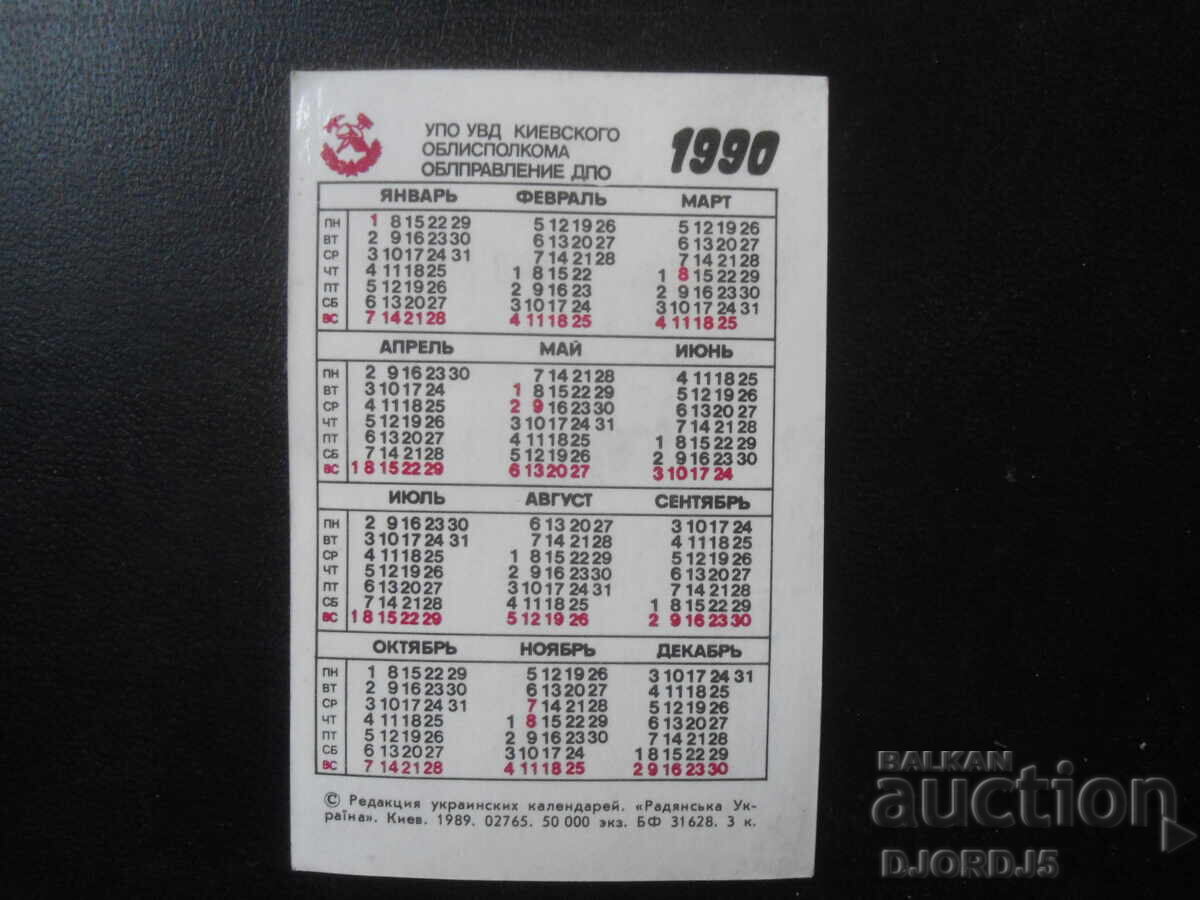 УПО УВД КИЕВСКОГО
ОБЛИСПОЛКОМА
ОБЛПРАВЛЕНИЕ ДПО
1990
ЯНВАРЬ ФЕВРАЛЬ МАРТ
ПН 1 8 15 22 29 5 12 19 26 5 12 19 26
ВТ 2 9 16 23 30 6 13 20 27 6 13 20 27
СР 3 10 17 24 31 7 14 21 28 7 14 21 28
ЧТ 4 11 18 25 1 8 15 22 1 8 15 22 29
ПТ 5 12 19 26 2 9 16 23 2 9 16 23 30
СБ 6 13 20 27 3 10 17 24 3 10 17 24 31
ВС 7 14 21 28 4 11 18 25 4 11 18 25
АПРЕЛЬ МАЙ ИЮНЬ
ПН 2 9 16 23 30 7 14 21 28 4 11 18 25
ВТ 3 10 17 24 1 8 15 22 29 5 12 19 26
СР 4 11 18 25 2 9 16 23 30 6 13 20 27
ЧТ 5 12 19 26 3 10 17 24 31 7 14 21 28
ПТ 6 13 20 27 4 11 18 25 1 8 15 22 29
СБ 7 14 21 28 5 12 19 26 2 9 16 23 30
ВС 1 8 15 22 29 6 13 20 27 3 10 17 24
ИЮЛЬ АВГУСТ СЕНТЯБРЬ
ПН 2 9 16 23 30 6 13 20 27 3 10 17 24
ВТ 3 10 17 24 31 7 14 21 28 4 11 18 25
СР 4 11 18 25 1 8 15 22 29 5 12 19 26
ЧТ 5 12 19 26 2 9 16 23 30 6 13 20 27
ПТ 6 13 20 27 3 10 17 24 31 7 14 21 28
СБ 7 14 21 28 4 11 18 25 1 8 15 22 29
ВС 1 8 15 22 29 5 12 19 26 2 9 16 23 30
ОКТЯБРЬ НОЯБРЬ ДЕКАБРЬ
ПН 1 8 15 22 29 5 12 19 26 3 10 17 24 31
ВТ 2 9 16 23 30 6 13 20 27 4 11 18 25
СР 3 10 17 24 31 7 14 21 28 5 12 19 26
ЧТ 4 11 18 25 1 8 15 22 29 6 13 20 27
ПТ 5 12 19 26 2 9 16 23 30 7 14 21 28
СБ 6 13 20 27 3 10 17 24 1 8 15 22 29
ВС 7 14 21 28 4 11 18 25 2 9 16 23 30
© Редакция украинских календарей. «Радянська Ук-
раїна». Киев. 1989. 02765. 50 000 экз. БФ 31628. 3 к.
BALKAN
auction
DJORDJ5